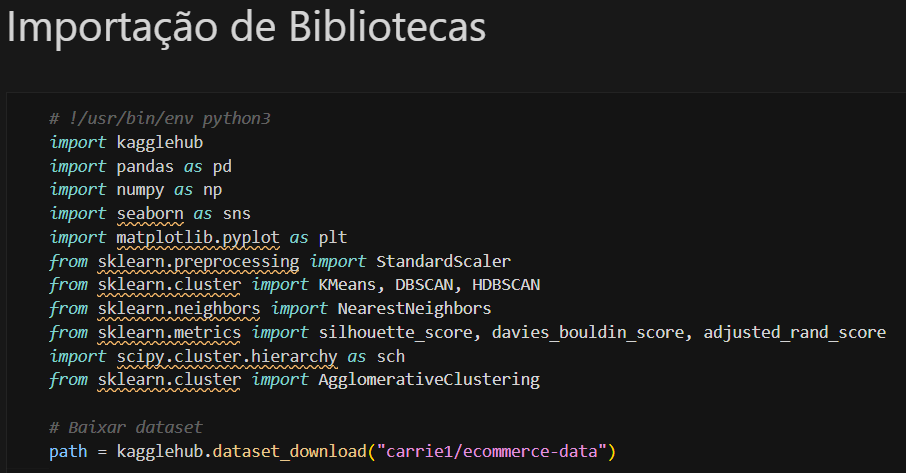 Importação de Bibliotecas
# !/usr/bin/env python3
import kagglehub
import pandas as pd
import numpy as np
import seaborn as sns
import matplotlib.pyplot as plt
from sklearn.preprocessing import StandardScaler
from sklearn.cluster import KMeans, DBSCAN, HDBSCAN
from sklearn.neighbors import NearestNeighbors
from sklearn.metrics import silhouette_score, davies_bouldin_score, adjusted_rand_score
import scipy.cluster.hierarchy as sch
from sklearn.cluster import AgglomerativeClustering
# Baixar dataset
path = kagglehub.dataset_download("carrie1/ecommerce-data")